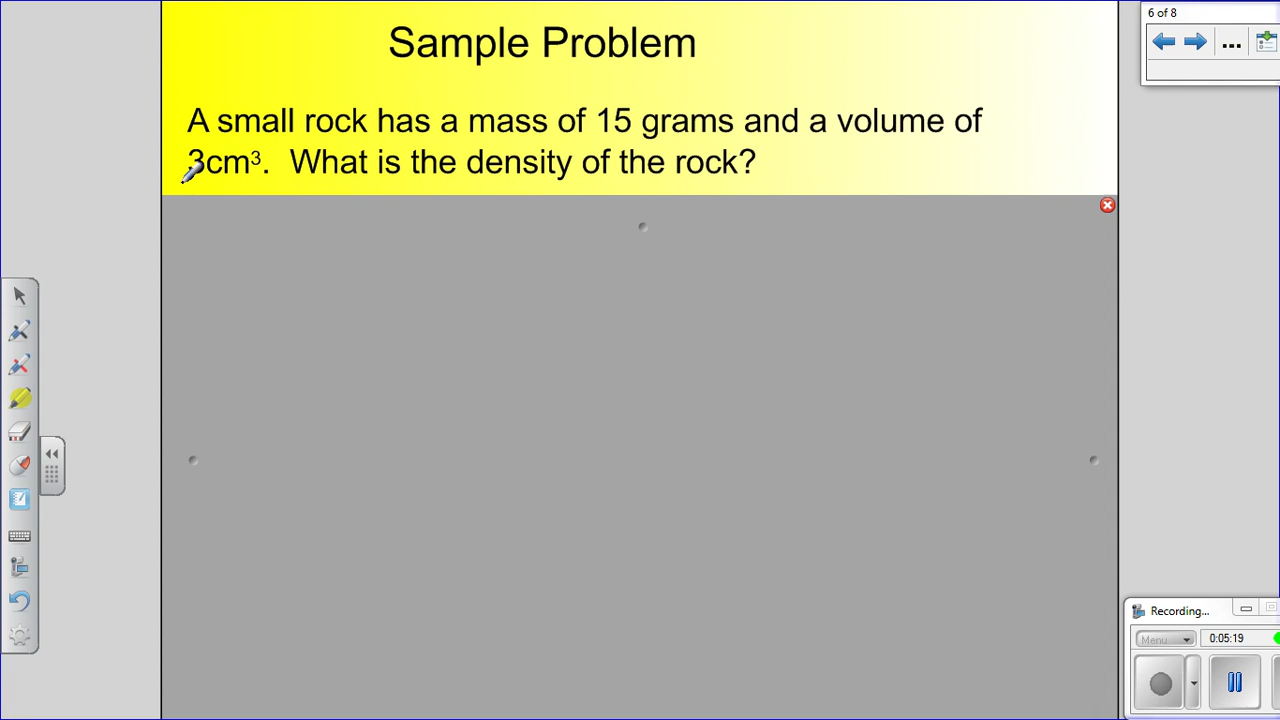 Sample Problem
6 of 8
A small rock has a mass of 15 grams and a volume of
3cm³.  What is the density of the rock?
Recording...
Menu
0:05:19